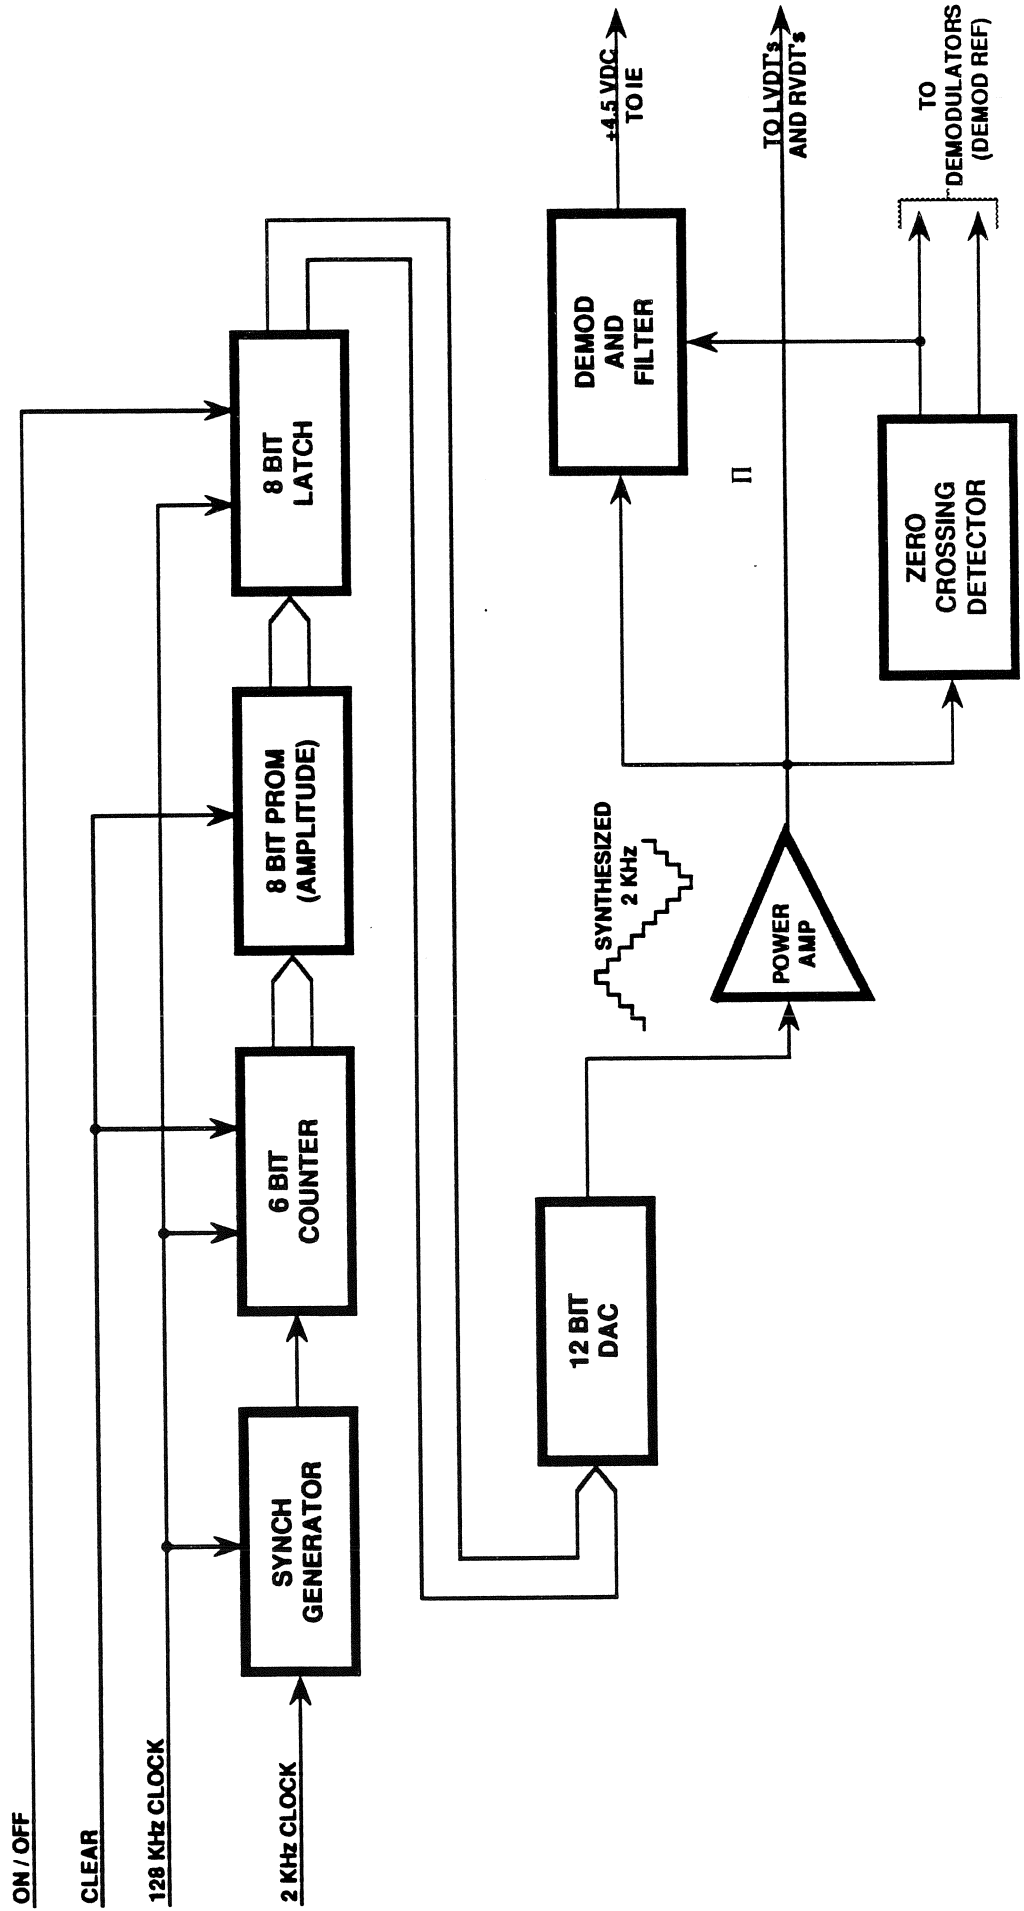 ON / OFF
CLEAR
128 KHz CLOCK
2 KHz CLOCK
SYNCH
GENERATOR
6 BIT
COUNTER
8 BIT PROM
(AMPLITUDE)
8 BIT
LATCH
12 BIT
DAC
SYNTHESIZED
2 KHz
POWER
AMP
DEMOD
AND
FILTER
ZERO
CROSSING
DETECTOR
+4.5 VDC
TO IE
TO LVDT's
AND RVDT's
TO
DEMODULATORS
(DEMOD REF)
Π